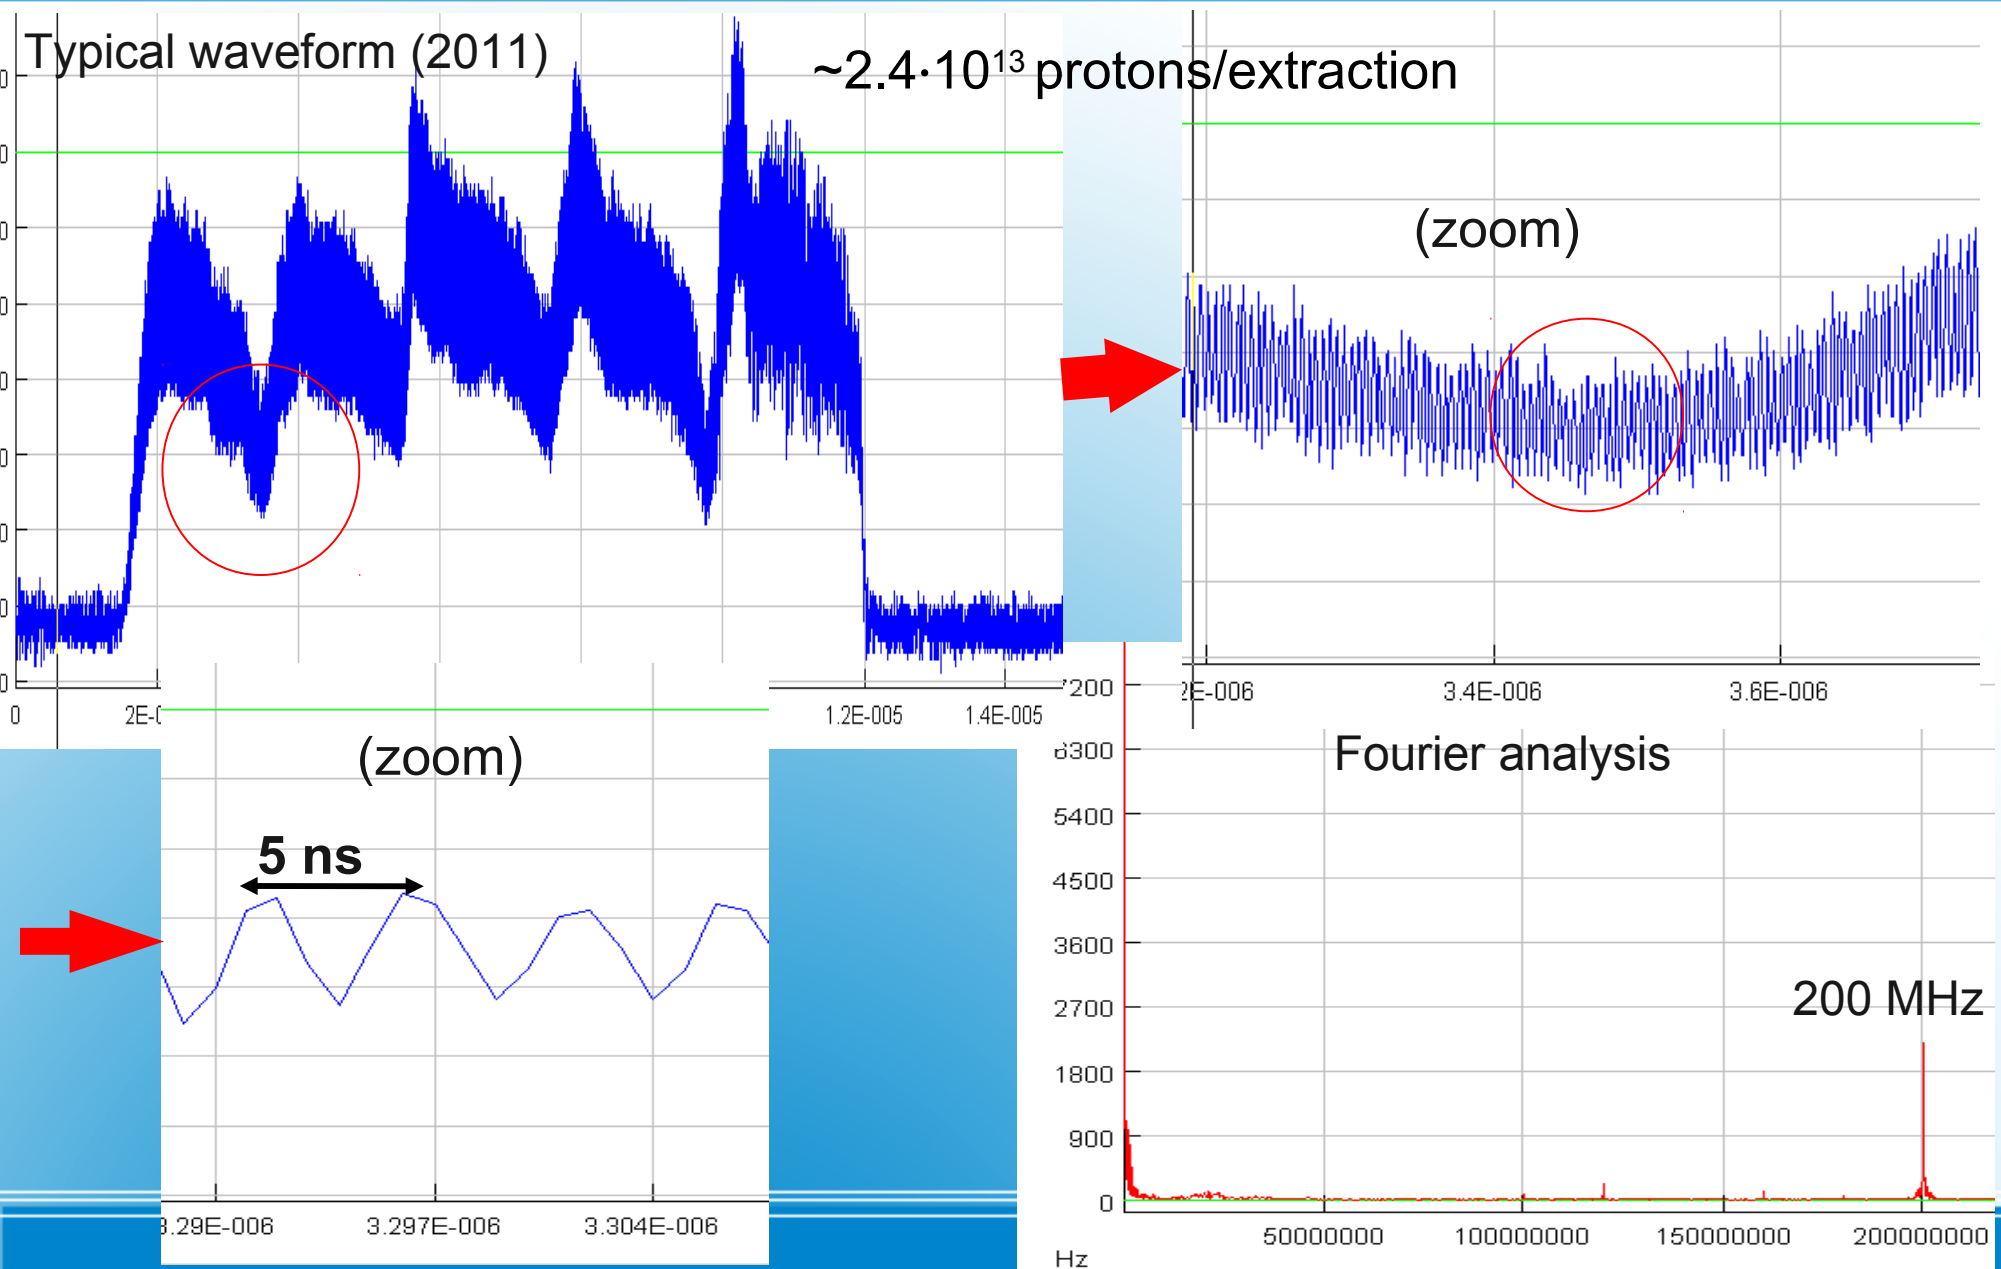 Typical waveform (2011)
~2.4·10¹³ protons/extraction
(zoom)
0
1.2E-005
1.4E-005
3.4E-006
3.6E-006
(zoom)
5 ns
3.297E-006
3.304E-006
Fourier analysis
7200
6300
5400
4500
3600
2700
1800
900
0
200 MHz
50000000
100000000
150000000
200000000
Hz